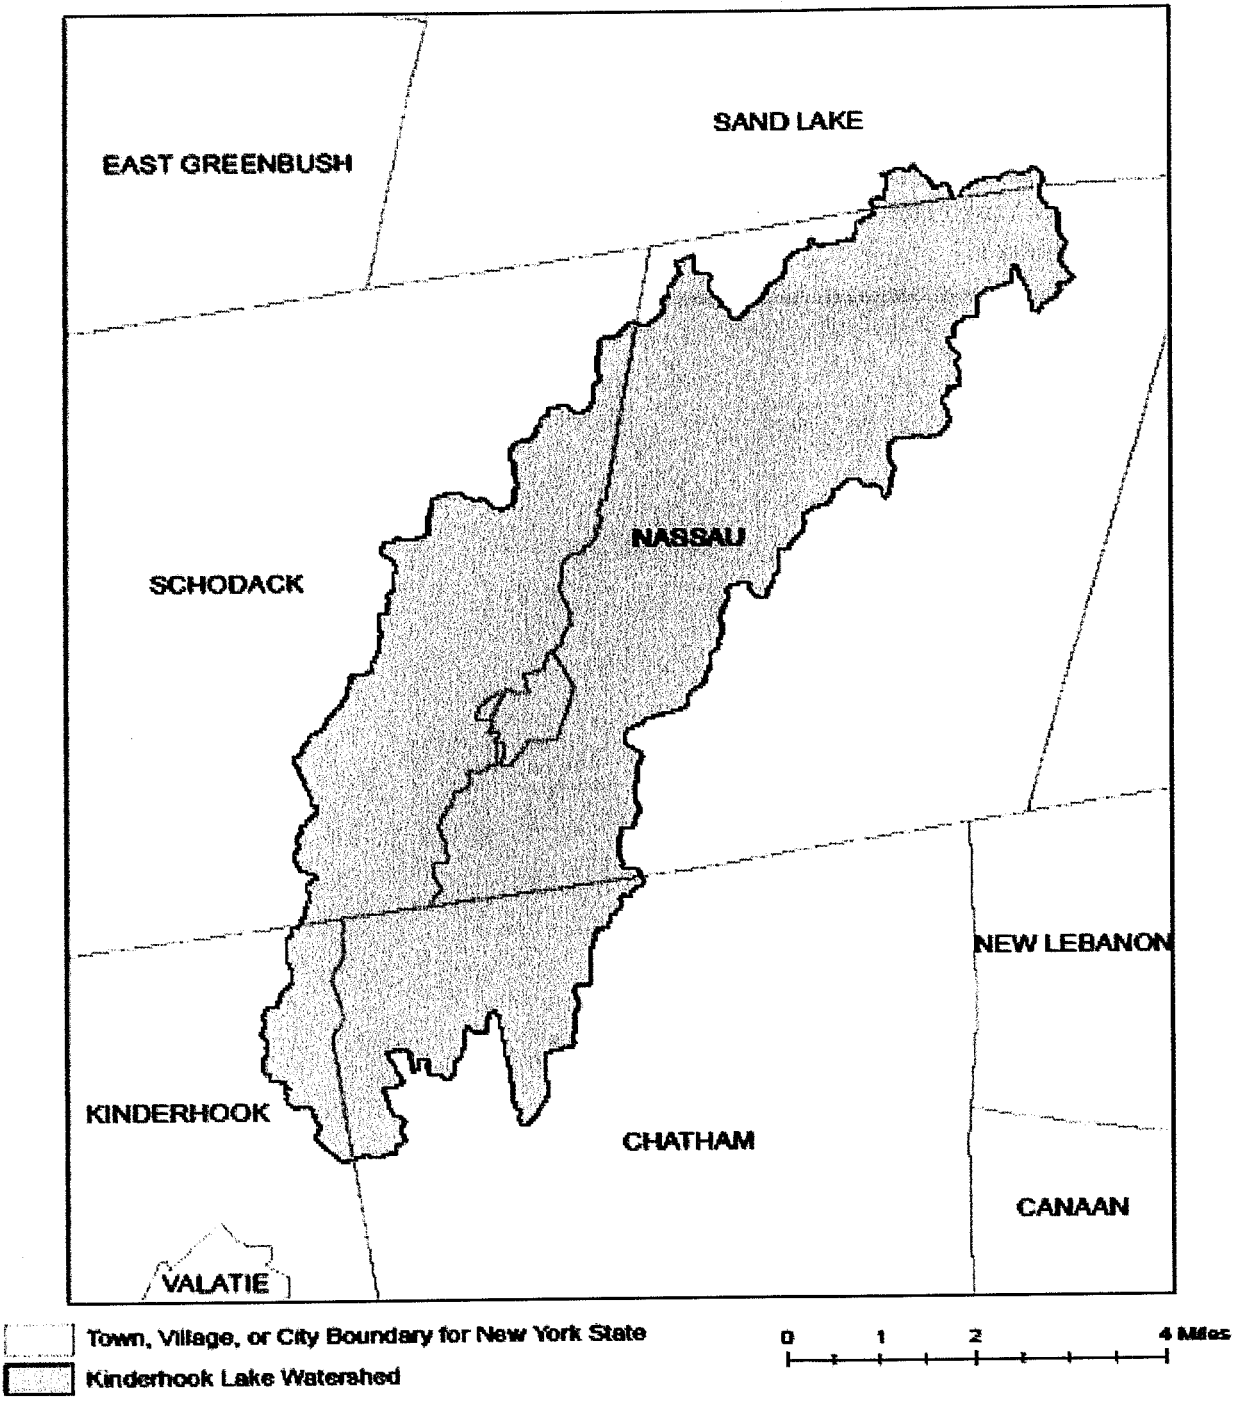 SAND LAKE
EAST GREENBUSH
NASSAU
SCHODACK
NEW LEBANON
KINDERHOOK
CHATHAM
CANAAN
VALATIE
Town, Village, or City Boundary for New York State
Kinderhook Lake Watershed
0 1 2 4 Miles